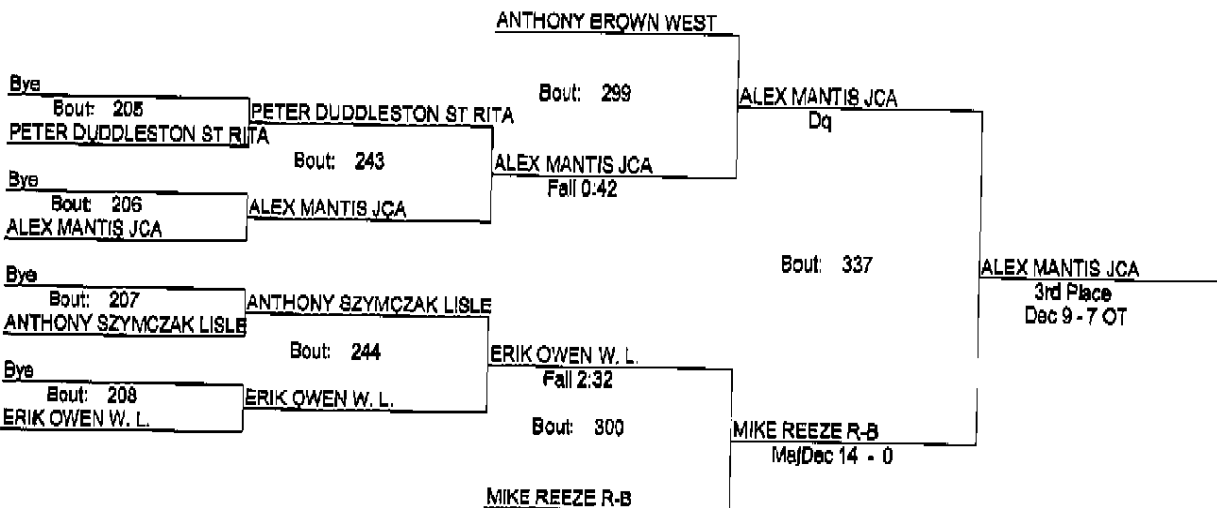 ANTHONY BROWN WEST
Bye
Bout: 205
PETER DUDDLESTON ST RITA
PETER DUDDLESTON ST RITA
Bout: 299
ALEX MANTIS JCA
Dq
Bout: 243
ALEX MANTIS JCA
Fall 0:42
Bye
Bout: 206
ALEX MANTIS JCA
ALEX MANTIS JCA
Bout: 337
ALEX MANTIS JCA
3rd Place
Dec 9 - 7 OT
Bye
Bout: 207
ANTHONY SZYMCZAK LISLE
ANTHONY SZYMCZAK LISLE
Bout: 244
ERIK OWEN W. L.
Fall 2:32
Bye
Bout: 208
ERIK OWEN W. L.
ERIK OWEN W. L.
Bout: 300
MIKE REEZE R-B
MajDec 14 - 0
MIKE REEZE R-B